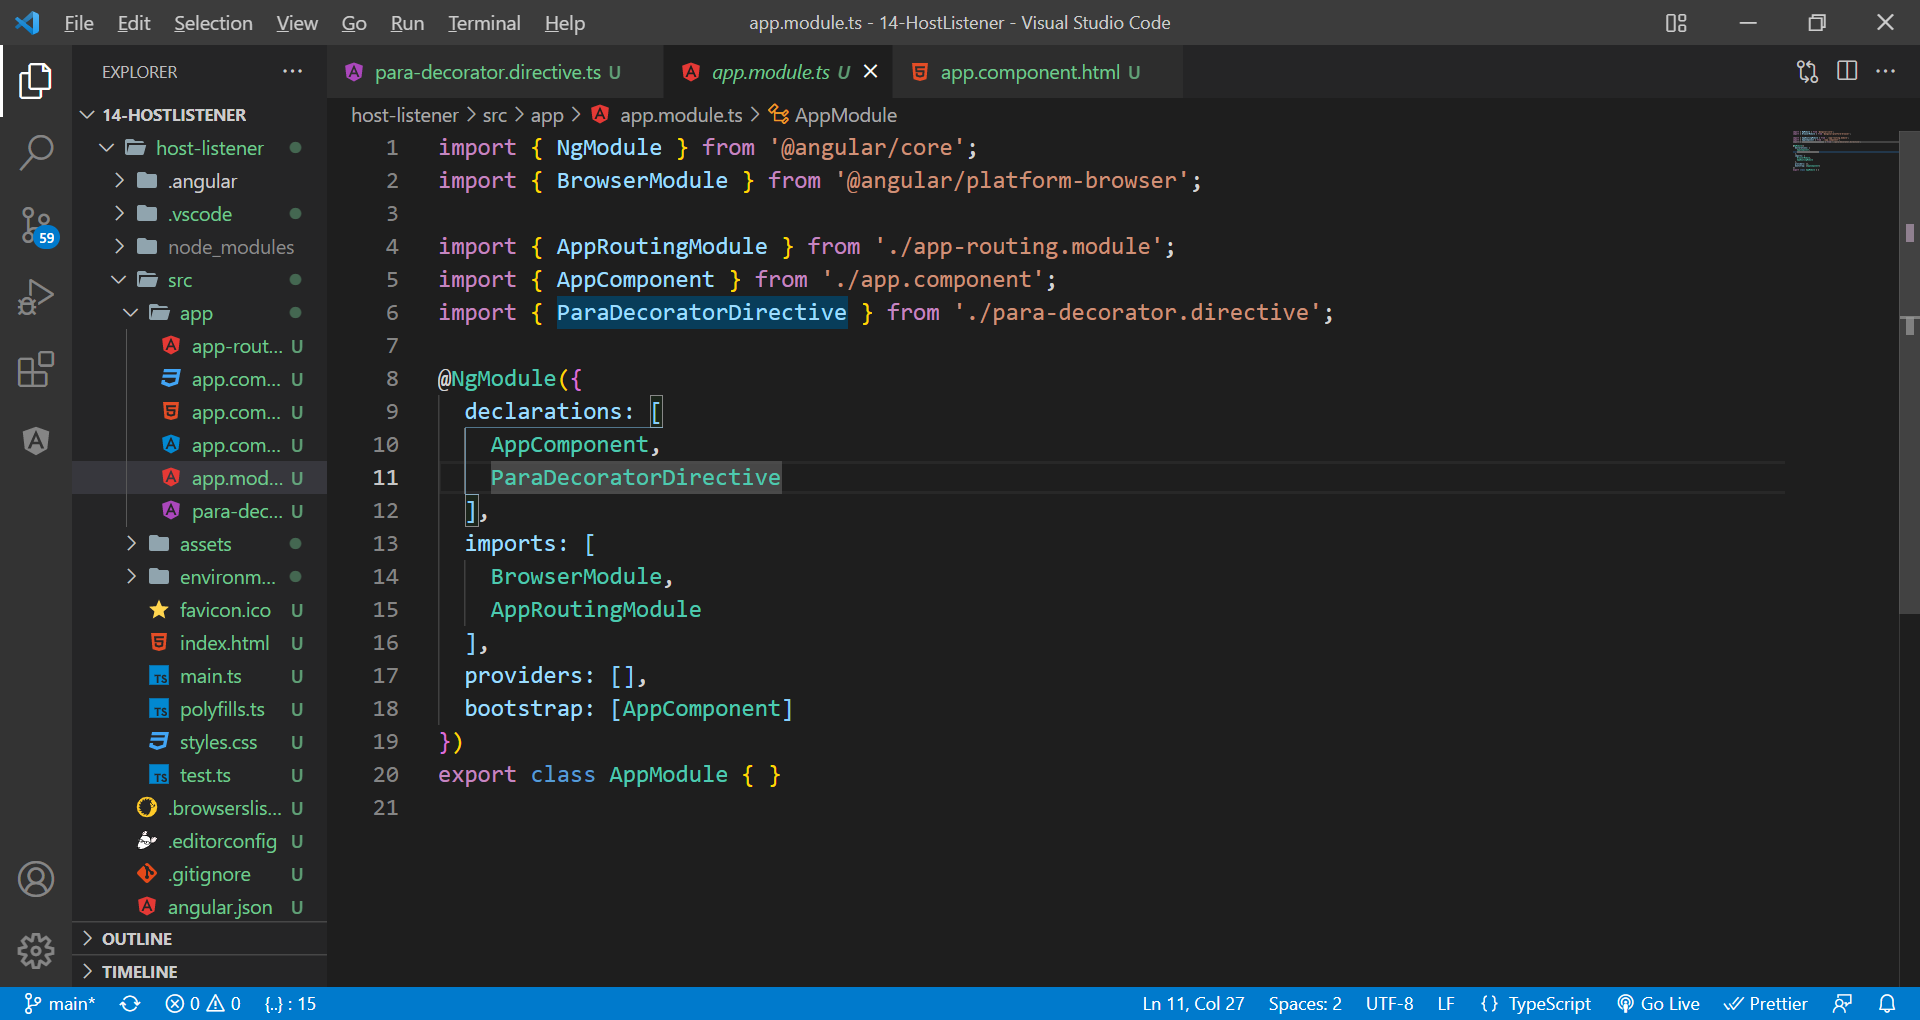 File Edit Selection View Go Run Terminal Help
app.module.ts - 14-HostListener - Visual Studio Code
EXPLORER
14-HOSTLISTENER
host-listener
.angular
.vscode
node_modules
src
app
app-rout... U
app.com... U
app.com... U
app.com... U
app.mod... U
para-dec... U
assets
environm...
favicon.ico U
index.html U
TS main.ts U
TS polyfills.ts U
styles.css U
TS test.ts U
.browserslis... U
.editorconfig U
.gitignore U
angular.json U
OUTLINE
TIMELINE
59
para-decorator.directive.ts U
app.module.ts U
app.component.html U
host-listener > src > app > app.module.ts > AppModule
1 import { NgModule } from '@angular/core';
2 import { BrowserModule } from '@angular/platform-browser';
3
4 import { AppRoutingModule } from './app-routing.module';
5 import { AppComponent } from './app.component';
6 import { ParaDecoratorDirective } from './para-decorator.directive';
7
8 @NgModule({
9 declarations: [
10 AppComponent,
11 ParaDecoratorDirective
12 ],
13 imports: [
14 BrowserModule,
15 AppRoutingModule
16 ],
17 providers: [],
18 bootstrap: [AppComponent]
19 })
20 export class AppModule { }
21
main* 0 0 {..} : 15
Ln 11, Col 27 Spaces: 2 UTF-8 LF { } TypeScript Go Live Prettier